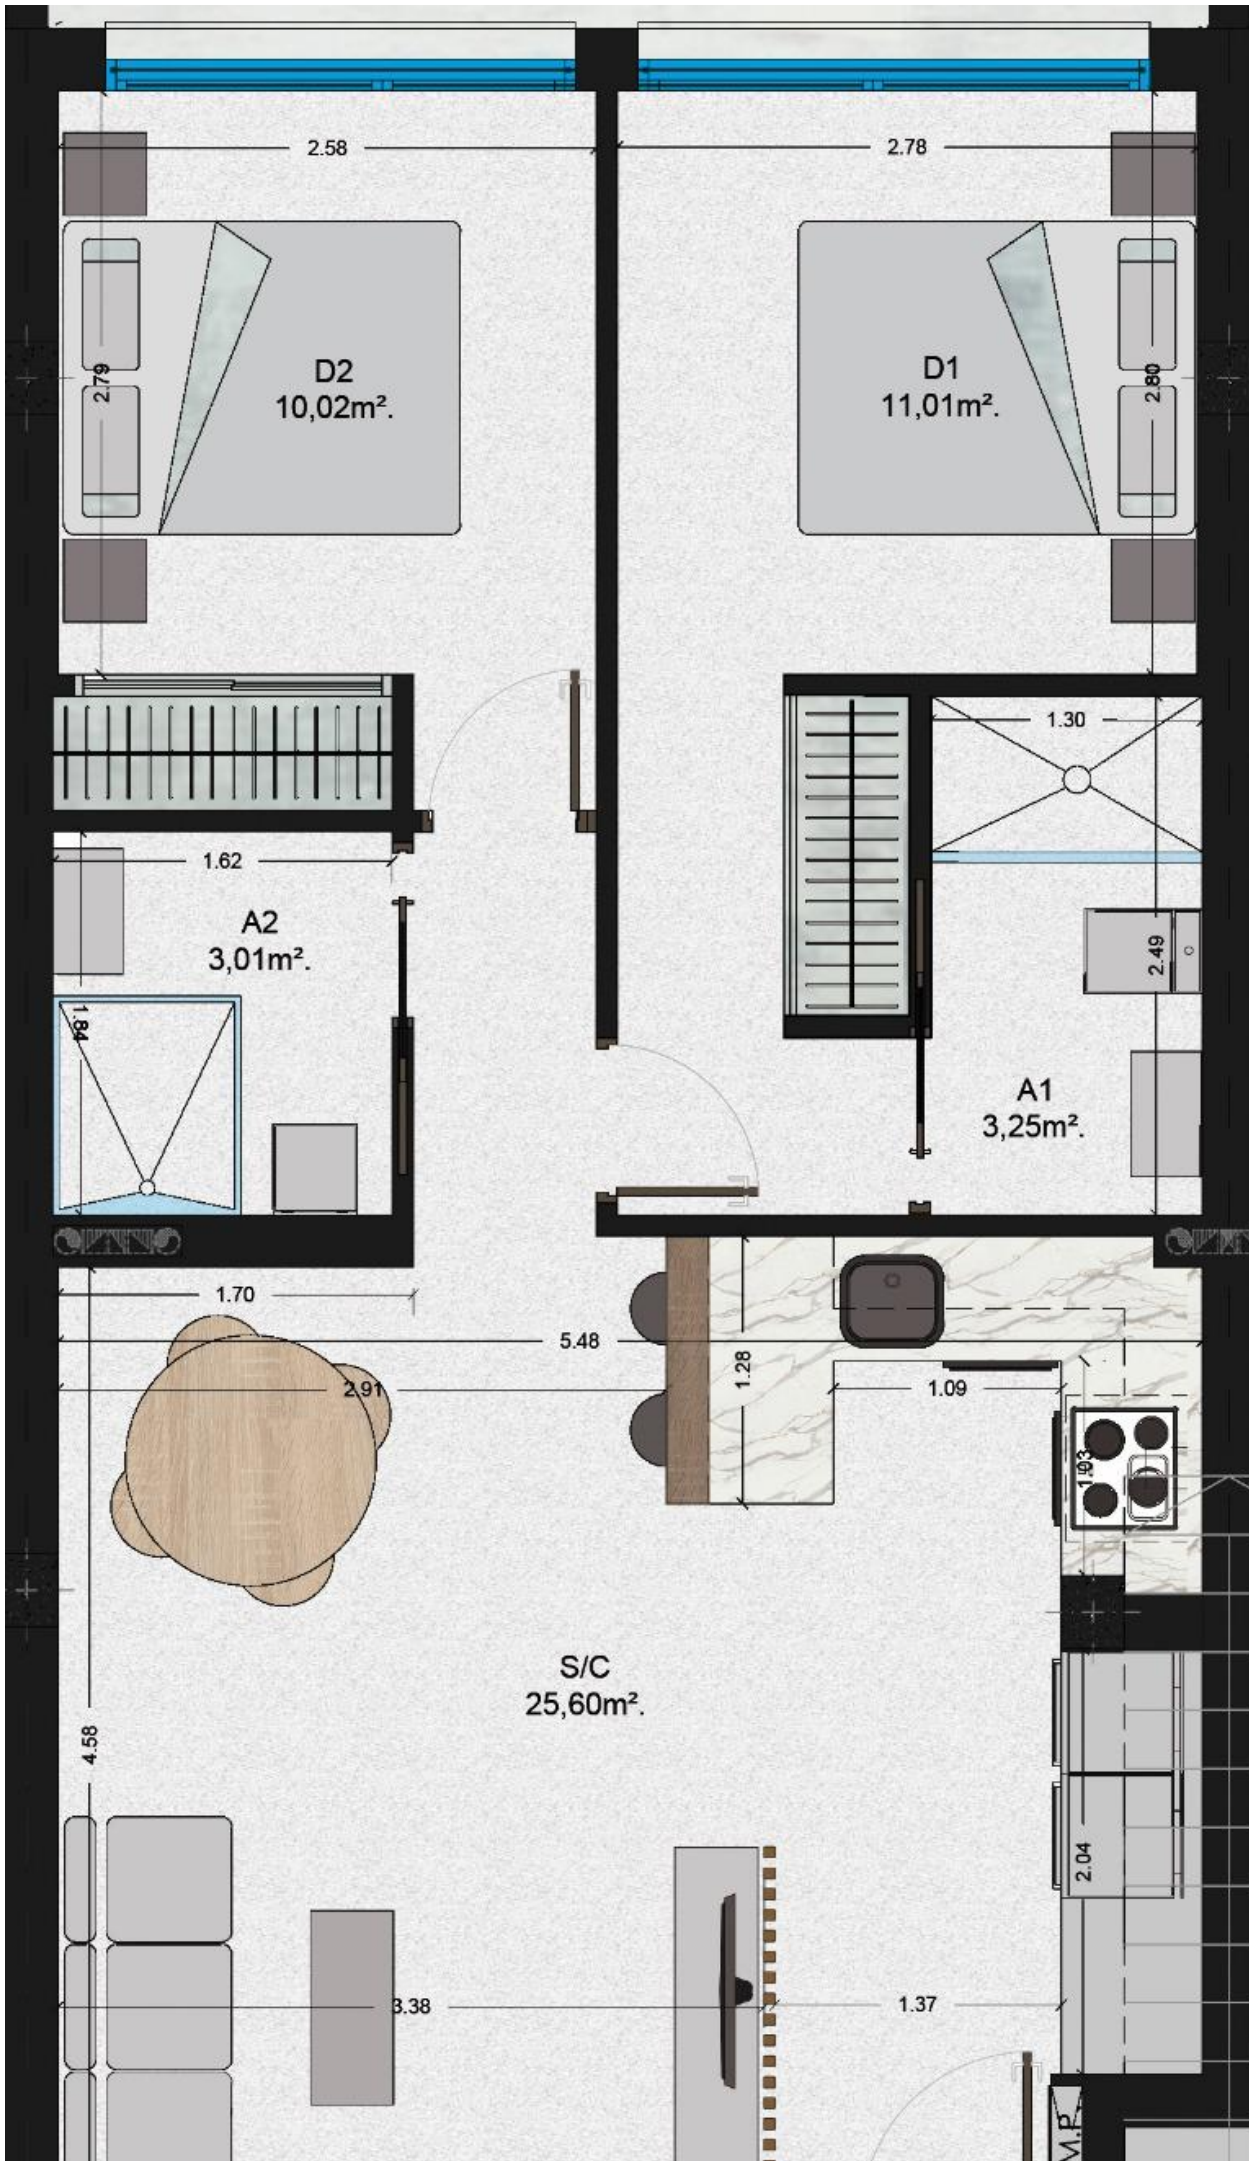 2.58
2.78
D2
10,02m².
D1
11,01m².
2.79
2.80
1.30
1.62
A2
3,01m².
2.49
1.84
A1
3,25m².
1.70
5.48
2.91
1.28
1.09
1.03
S/C
25,60m².
4.58
2.04
3.38
1.37
M.P